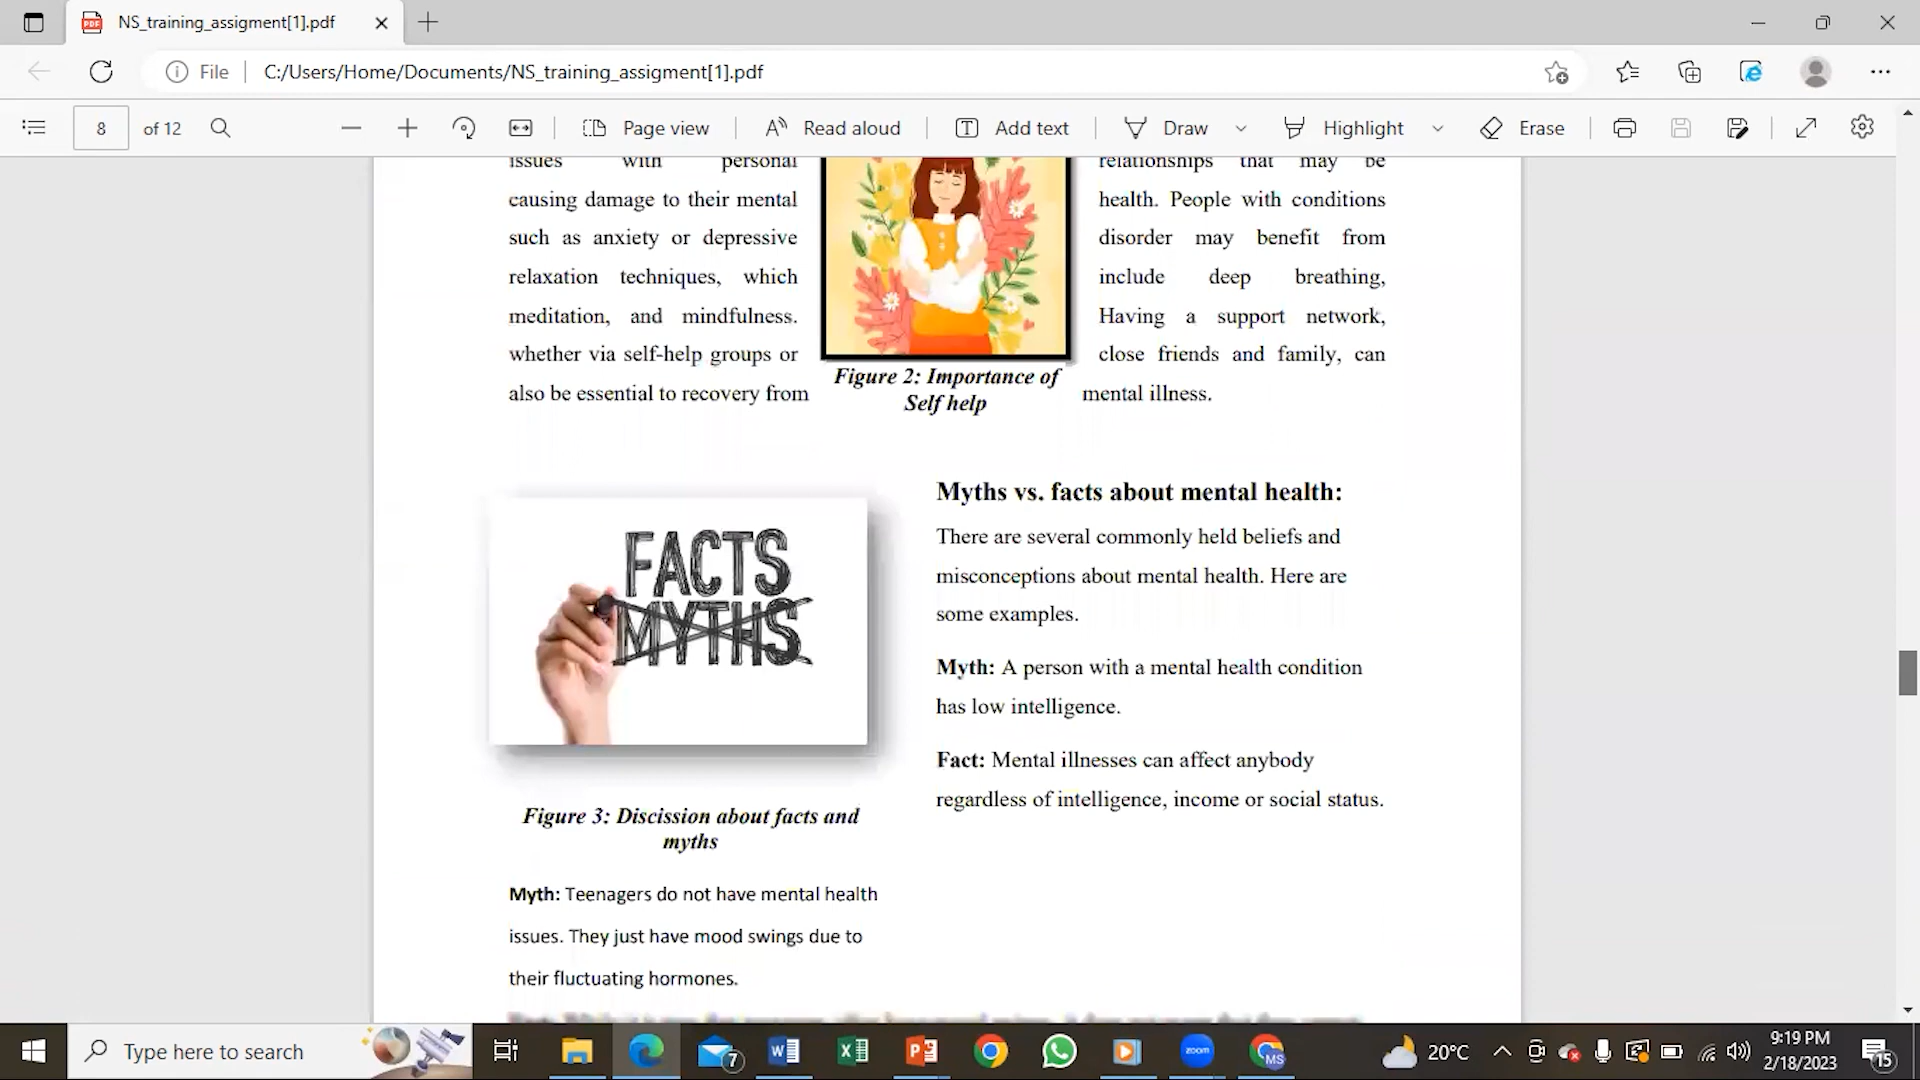 NS_training_assigment[1].pdf
File
C:/Users/Home/Documents/NS_training_assigment[1].pdf
8 of 12
Page view
Read aloud
Add text
Draw
Highlight
Erase
issues with personal relationships that may be
causing damage to their mental health. People with conditions
such as anxiety or depressive disorder may benefit from
relaxation techniques, which include deep breathing,
meditation, and mindfulness. Having a support network,
whether via self-help groups or close friends and family, can
also be essential to recovery from mental illness.
Figure 2: Importance of
Self help
FACTS
MYTHS
Figure 3: Discission about facts and
myths
Myths vs. facts about mental health:
There are several commonly held beliefs and
misconceptions about mental health. Here are
some examples.
Myth: A person with a mental health condition
has low intelligence.
Fact: Mental illnesses can affect anybody
regardless of intelligence, income or social status.
Myth: Teenagers do not have mental health
issues. They just have mood swings due to
their fluctuating hormones.
Type here to search
7
zoom
MS
20°C
9:19 PM
2/18/2023
15